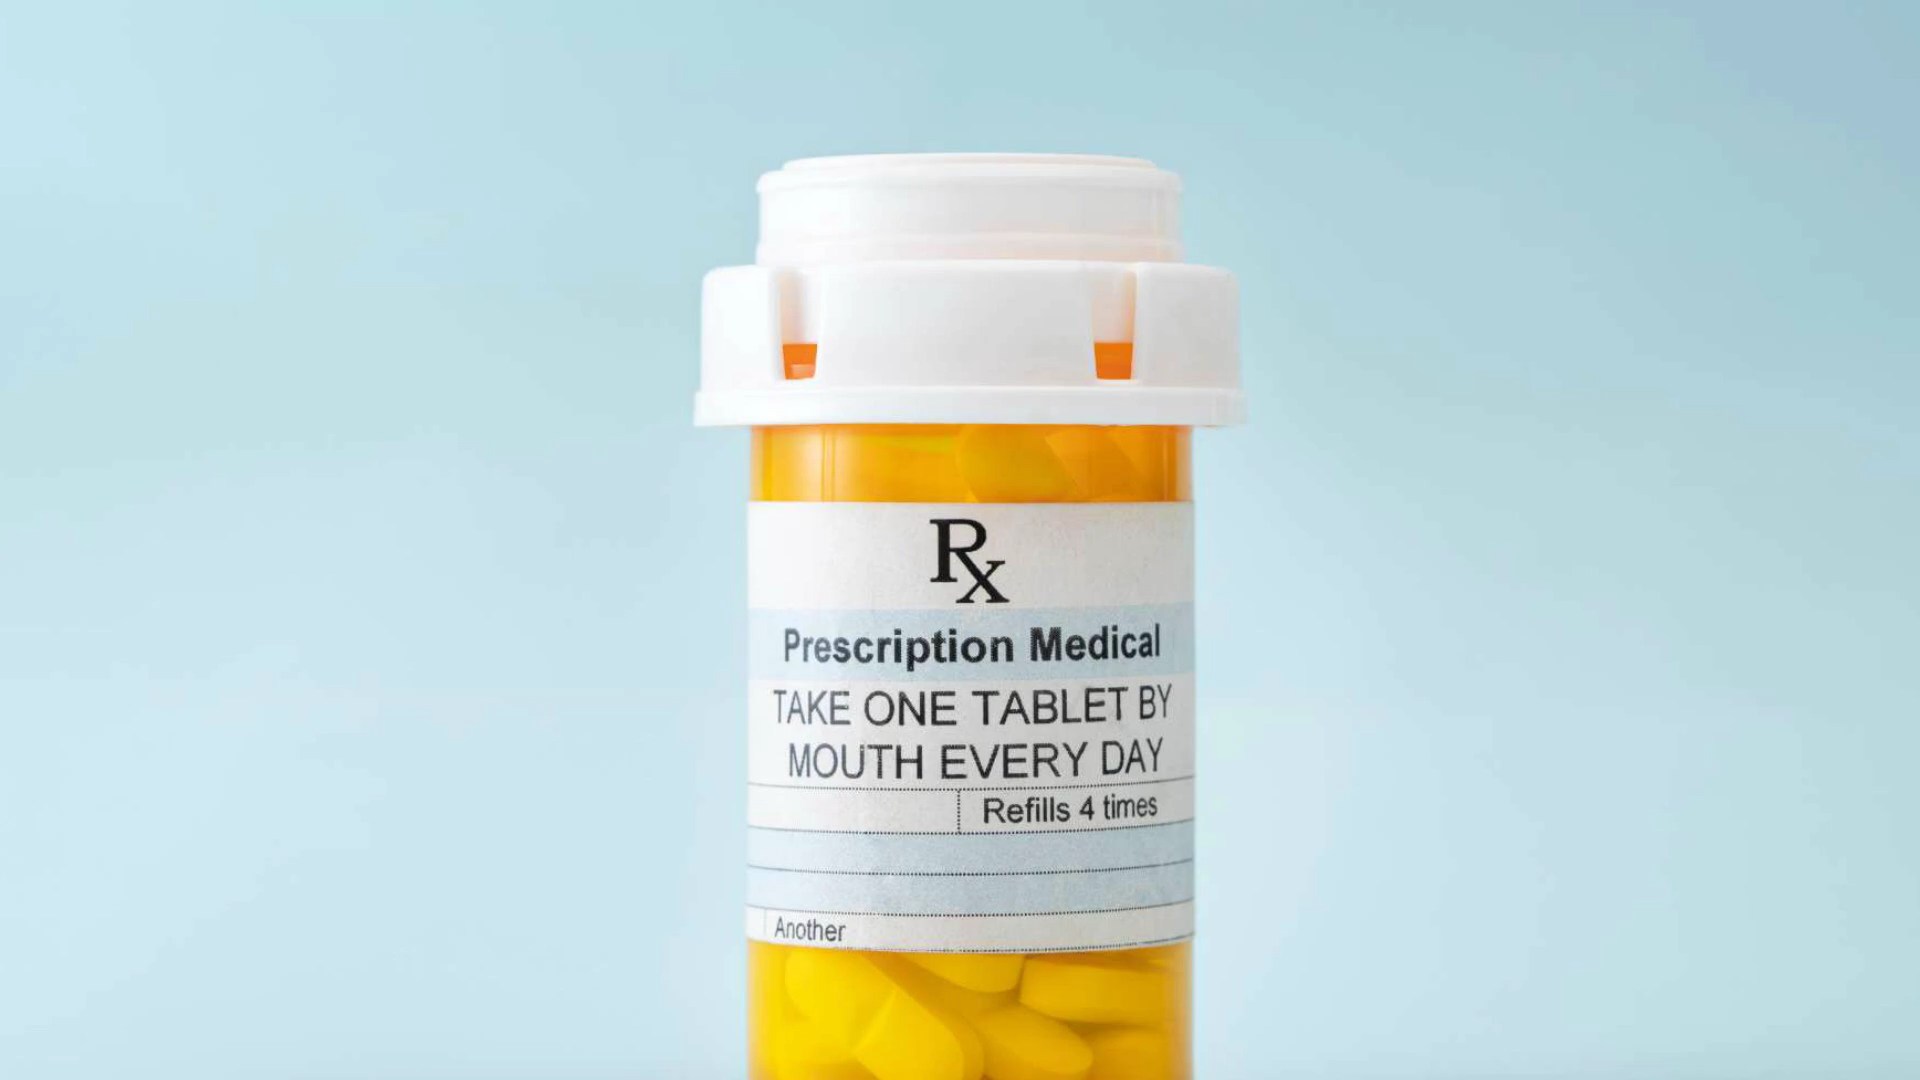 Rx
Prescription Medical
TAKE ONE TABLET BY
MOUTH EVERY DAY
Refills 4 times
Another